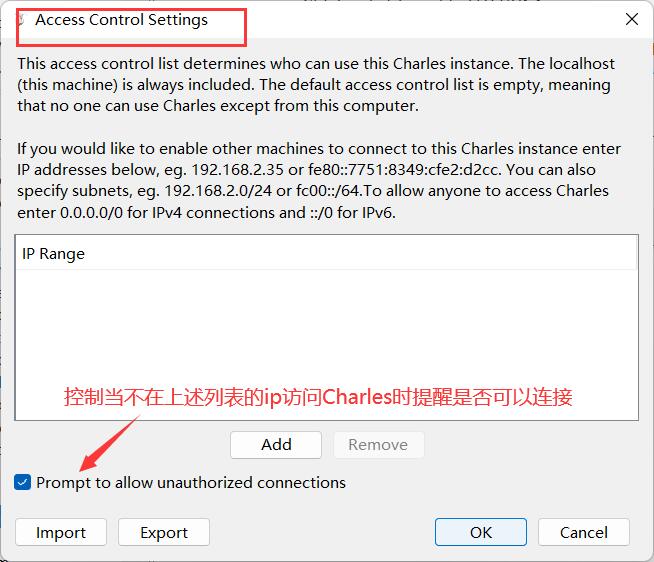 Access Control Settings
This access control list determines who can use this Charles instance. The localhost
(this machine) is always included. The default access control list is empty, meaning
that no one can use Charles except from this computer.
If you would like to enable other machines to connect to this Charles instance enter
IP addresses below, eg. 192.168.2.35 or fe80::7751:8349:cfe2:d2cc. You can also
specify subnets, eg. 192.168.2.0/24 or fc00::/64.To allow anyone to access Charles
enter 0.0.0.0/0 for IPv4 connections and ::/0 for IPv6.
IP Range
控制当不在上述列表的ip访问Charles时提醒是否可以连接
Add Remove
Prompt to allow unauthorized connections
Import Export OK Cancel